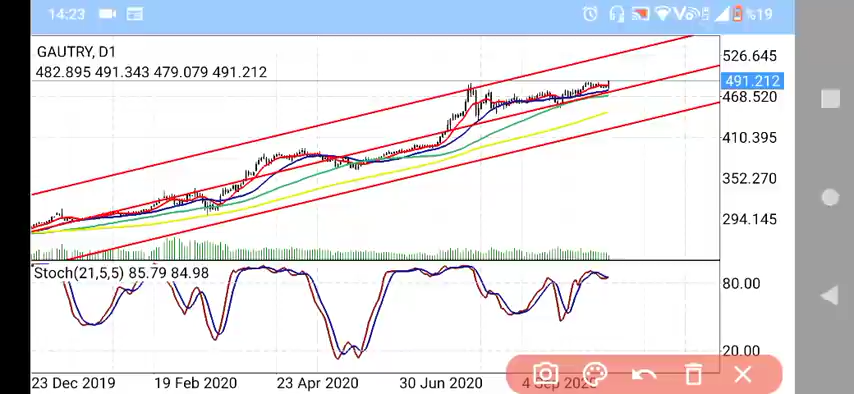 14:23
%19
GAUTRY, D1
482.895 491.343 479.079 491.212
526.645
491.212
468.520
410.395
352.270
294.145
Stoch(21,5,5) 85.79 84.98
80.00
20.00
23 Dec 2019 19 Feb 2020 23 Apr 2020 30 Jun 2020 4 Sep 2020